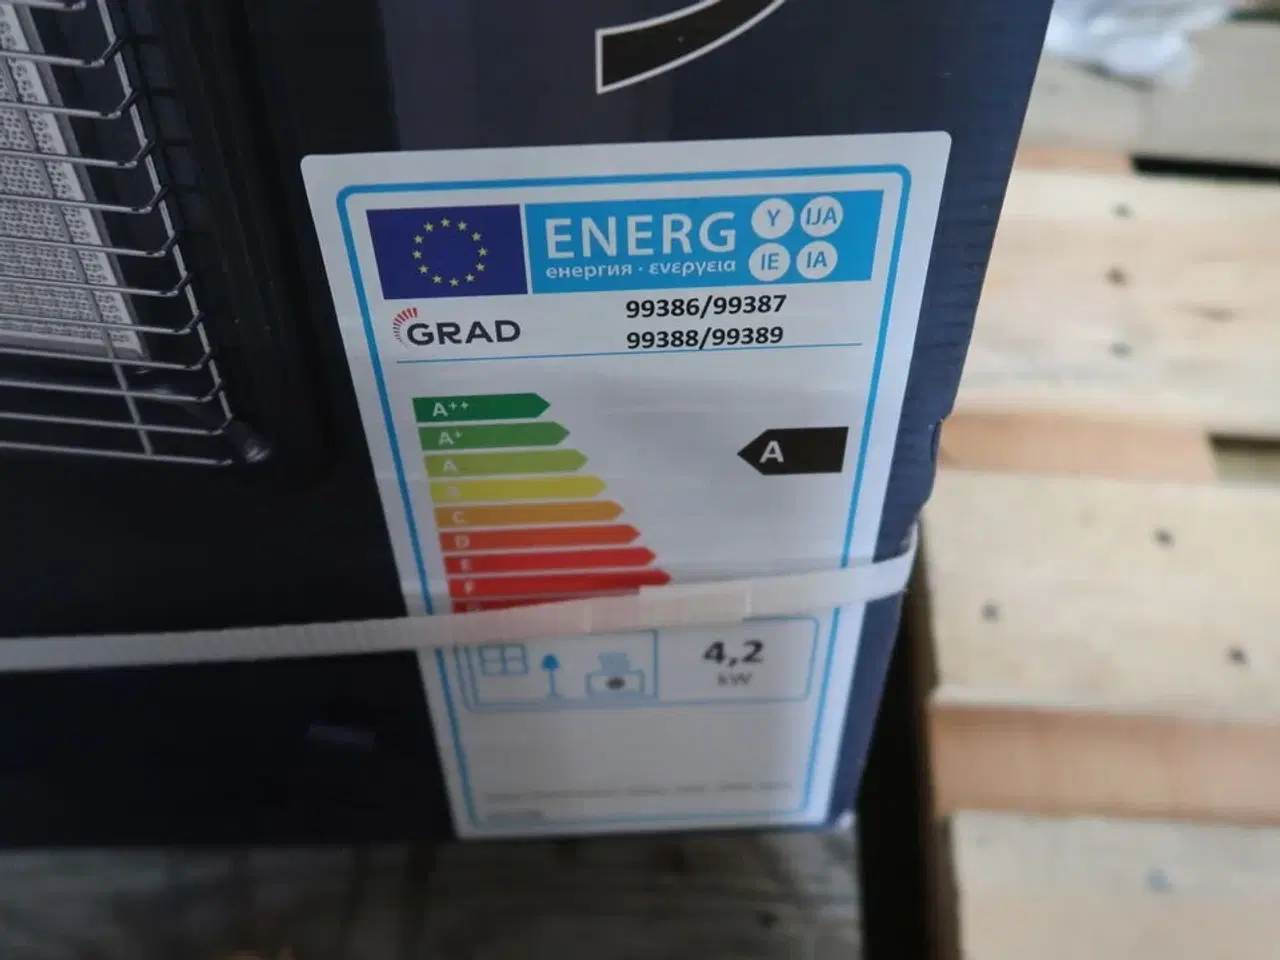 ENERG
Y IJA
IE IA
енергия · ενεργεια
GRAD
99386/99387
99388/99389
A++
A+
A
B
C
D
E
F
A
4,2
kW